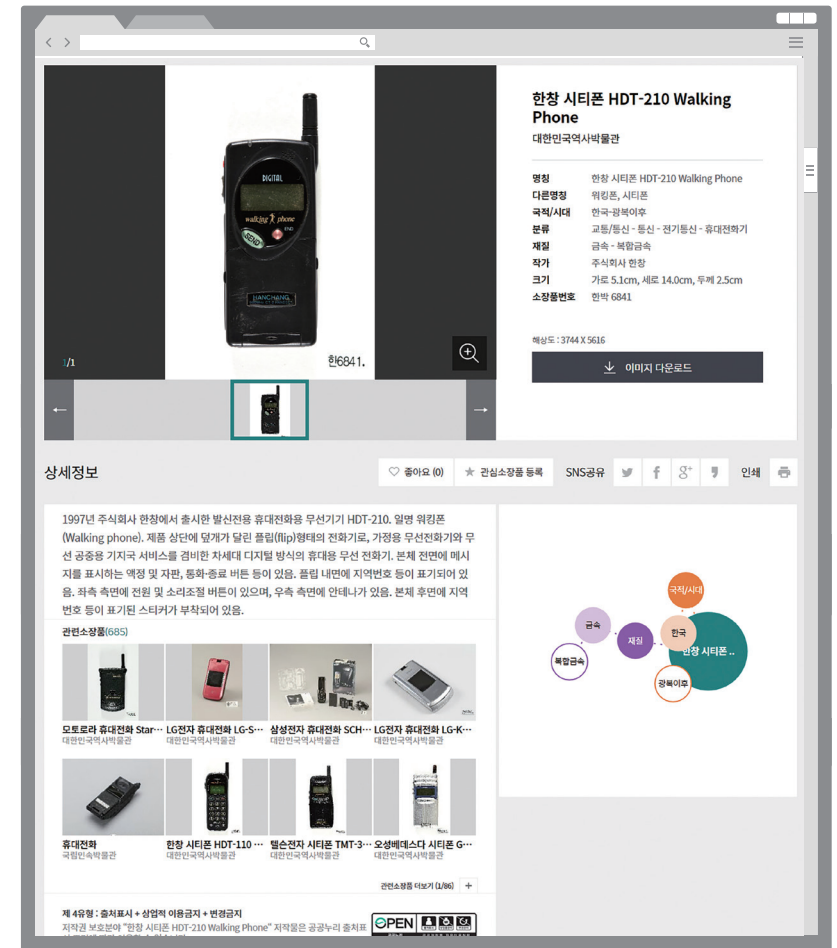 한창 시티폰 HDT-210 Walking
Phone
대한민국역사박물관
명칭 한창 시티폰 HDT-210 Walking Phone
다른명칭 워킹폰, 시티폰
국적/시대 한국-광복이후
분류 교통/통신 - 통신 - 전기통신 - 휴대전화기
재질 금속 - 복합금속
작가 주식회사 한창
크기 가로 5.1cm, 세로 14.0cm, 두께 2.5cm
소장품번호 한박 6841
해상도 : 3744 X 5616
이미지 다운로드
DIGITAL
walking phone
END
SEND
HANCHANG
한6841.
1/1
상세정보
좋아요 (0) 관심소장품 등록 SNS공유 인쇄
1997년 주식회사 한창에서 출시한 발신전용 휴대전화용 무선기기 HDT-210. 일명 워킹폰
(Walking phone). 제품 상단에 덮개가 달린 플립(flip)형태의 전화기로, 가정용 무선전화기와 무
선 공중용 기지국 서비스를 겸비한 차세대 디지털 방식의 휴대용 무선 전화기. 본체 전면에 메시
지를 표시하는 액정 및 자판, 통화·종료 버튼 등이 있음. 플립 내면에 지역번호 등이 표기되어 있
음. 좌측 측면에 전원 및 소리조절 버튼이 있으며, 우측 측면에 안테나가 있음. 본체 후면에 지역
번호 등이 표기된 스티커가 부착되어 있음.
국적/시대
금속
재질
한국
한창 시티폰 ..
복합금속
광복이후
관련소장품(685)
모토로라 휴대전화 Star··· LG전자 휴대전화 LG-S··· 삼성전자 휴대전화 SCH··· LG전자 휴대전화 LG-K···
대한민국역사박물관 대한민국역사박물관 대한민국역사박물관 대한민국역사박물관
휴대전화 한창 시티폰 HDT-110 ··· 텔슨전자 시티폰 TMT-3··· 오성베데스다 시티폰 G···
국립민속박물관 대한민국역사박물관 대한민국역사박물관 대한민국역사박물관
관련소장품 더보기 (1/86) +
제 4유형 : 출처표시 + 상업적 이용금지 + 변경금지
저작권 보호분야 "한창 시티폰 HDT-210 Walking Phone" 저작물은 공공누리 출처표
OPEN